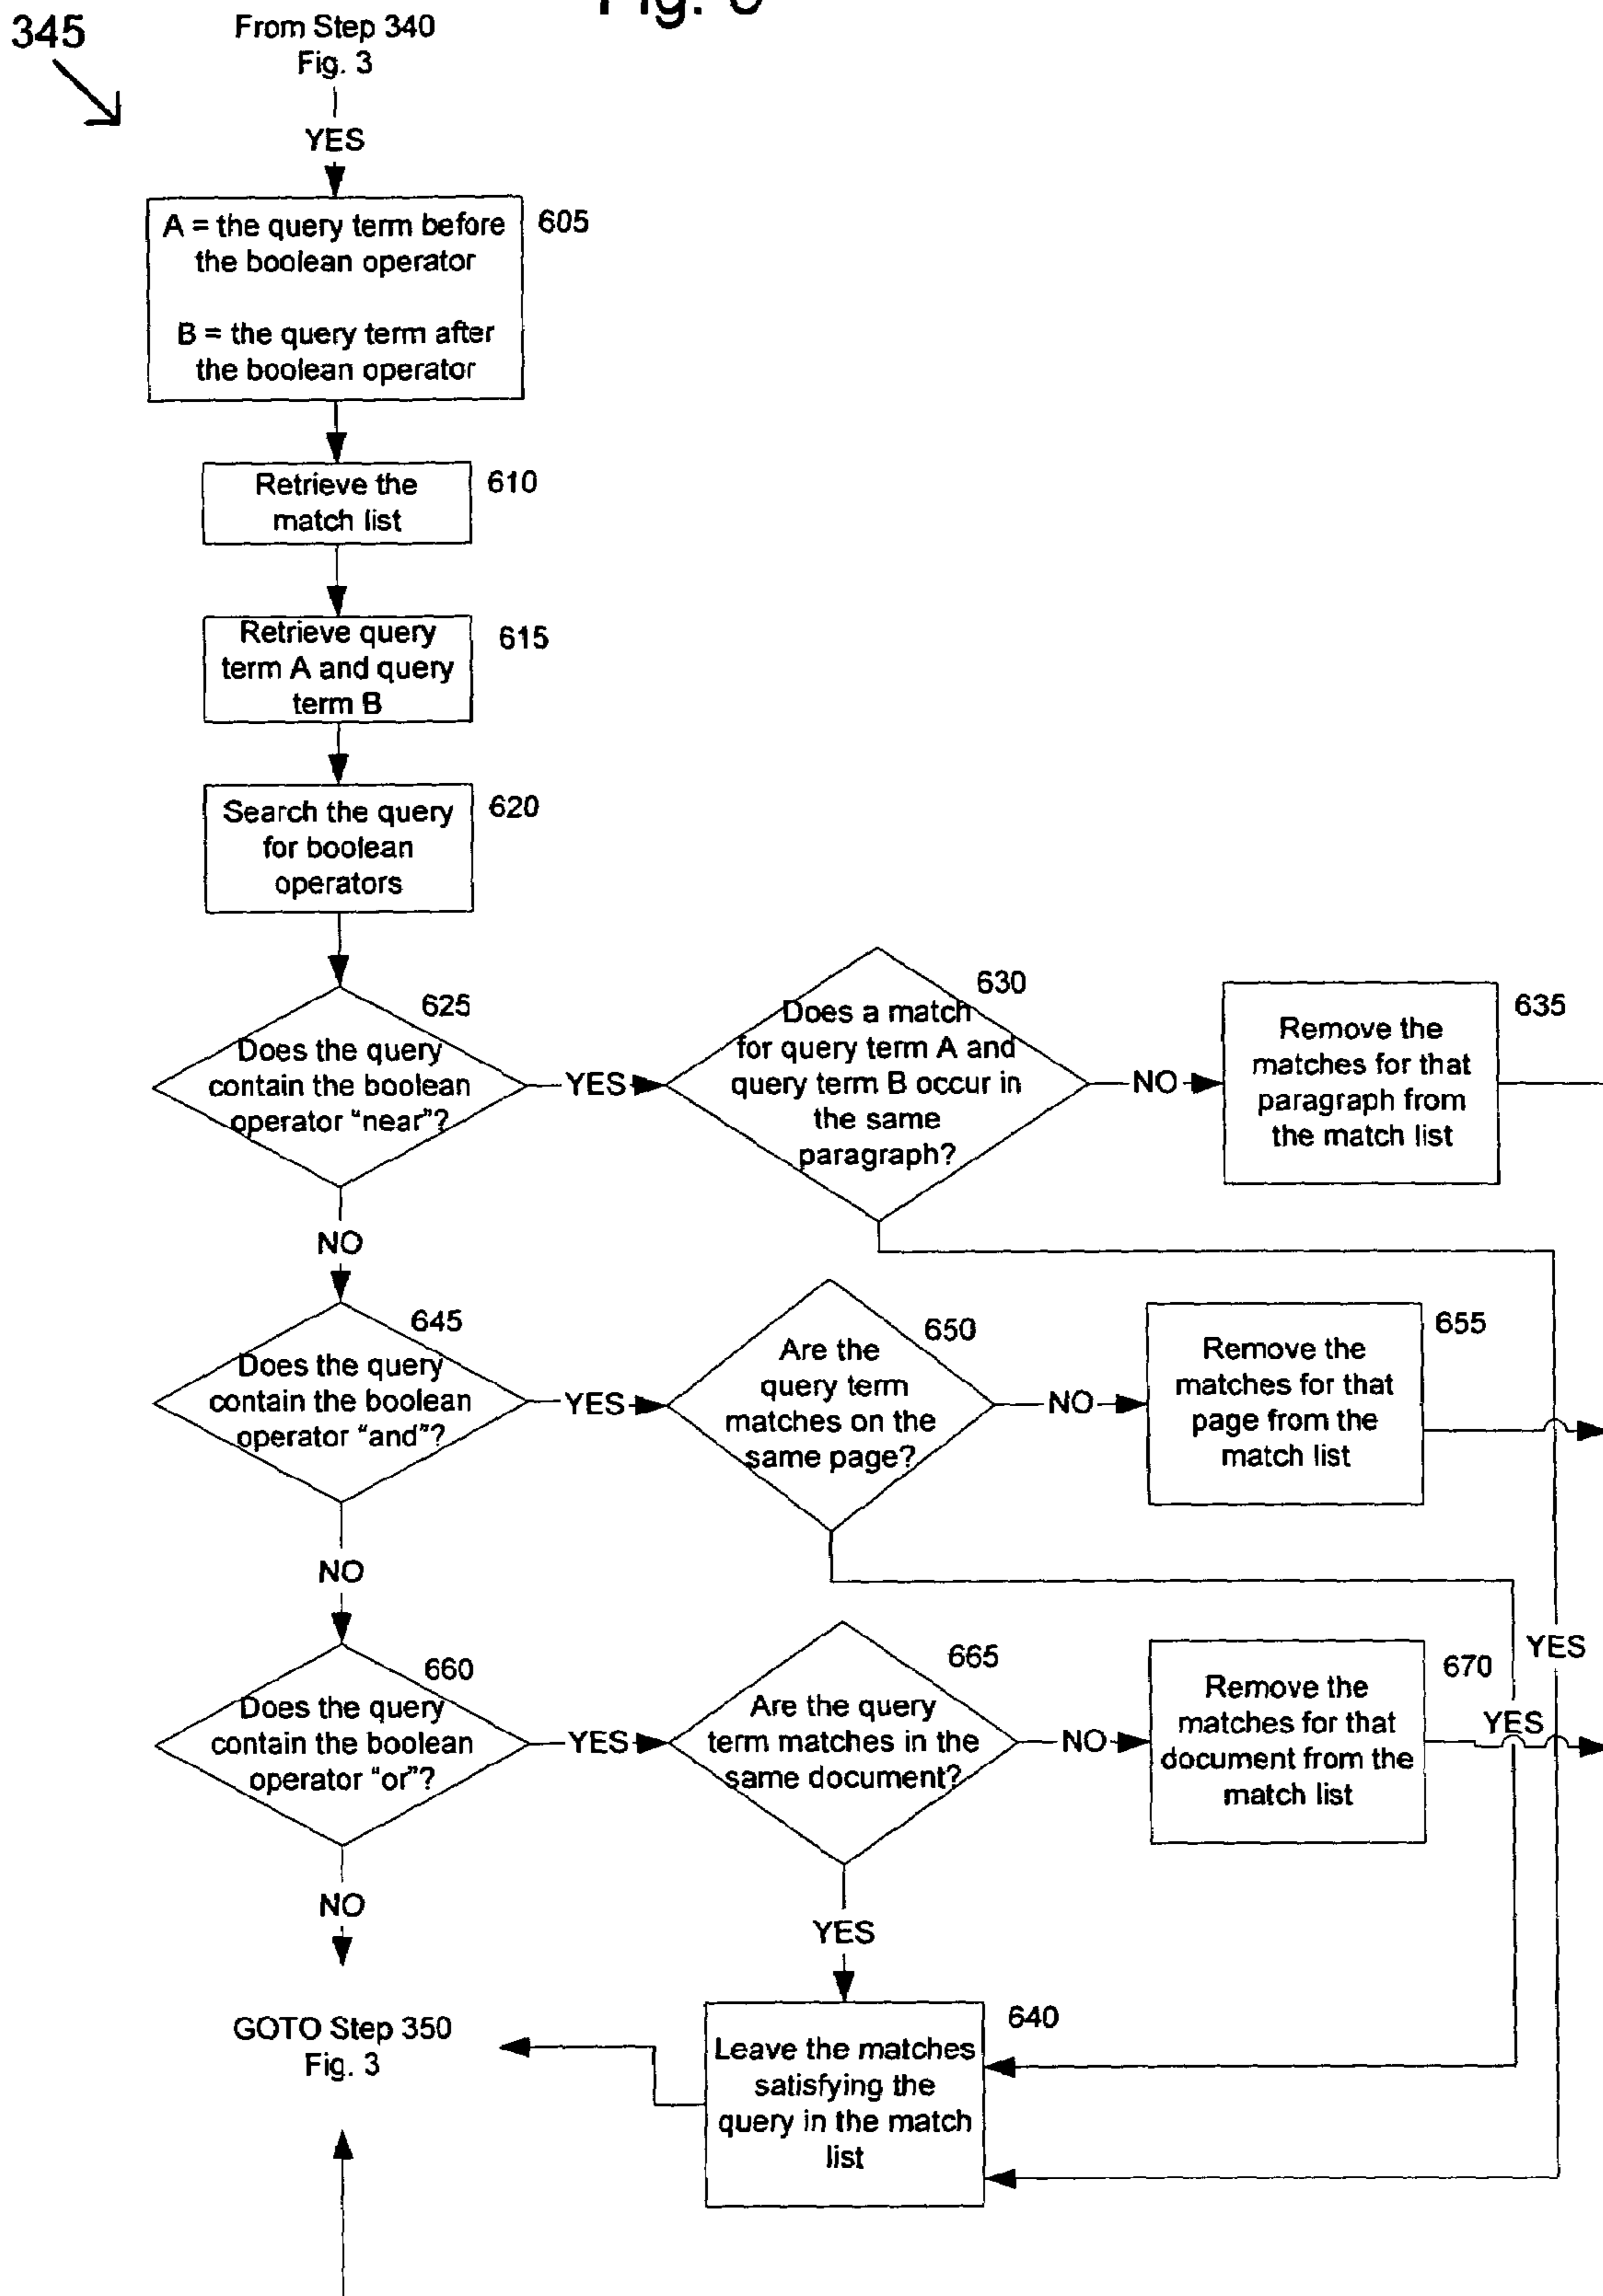 345
From Step 340
Fig. 3
YES
A = the query term before
the boolean operator
B = the query term after
the boolean operator
605
Retrieve the
match list
610
Retrieve query
term A and query
term B
615
Search the query
for boolean
operators
620
625
Does the query
contain the boolean
operator "near"?
YES
630
Does a match
for query term A and
query term B occur in
the same
paragraph?
NO
635
Remove the
matches for that
paragraph from
the match list
NO
645
Does the query
contain the boolean
operator "and"?
YES
650
Are the
query term
matches on the
same page?
NO
655
Remove the
matches for that
page from the
match list
NO
YES
660
Does the query
contain the boolean
operator "or"?
YES
665
Are the query
term matches in the
same document?
NO
670
Remove the
matches for that
document from the
match list
YES
NO
YES
GOTO Step 350
Fig. 3
640
Leave the matches
satisfying the
query in the match
list